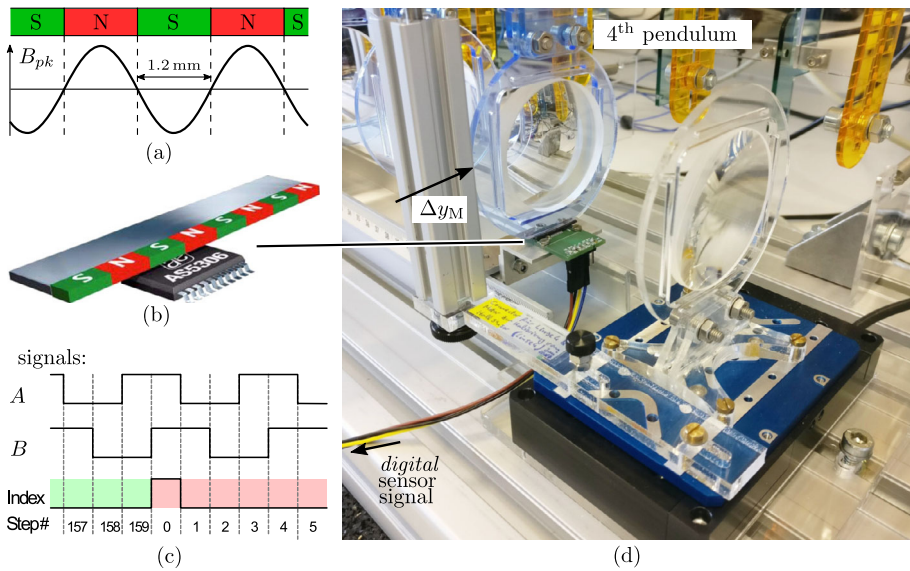 S N S N S
B_pk
1.2 mm
(a)
S N S N S N S N
AS5306
(b)
signals:
A
B
Index
Step# 157 158 159 0 1 2 3 4 5
(c)
4th pendulum
Δy_M
digital
sensor
signal
(d)